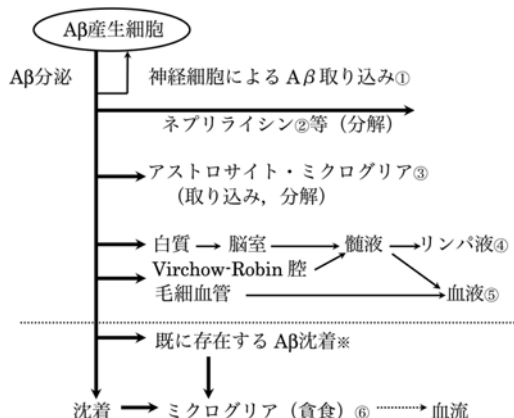 Aβ産生細胞
Aβ分泌
神経細胞によるAβ取り込み①
ネプリライシン②等（分解）
アストロサイト・ミクログリア③
（取り込み，分解）
白質 脳室 髄液 リンパ液④
Virchow-Robin 腔
毛細血管 血液⑤
既に存在するAβ沈着※
沈着 ミクログリア（貪食）⑥ 血流